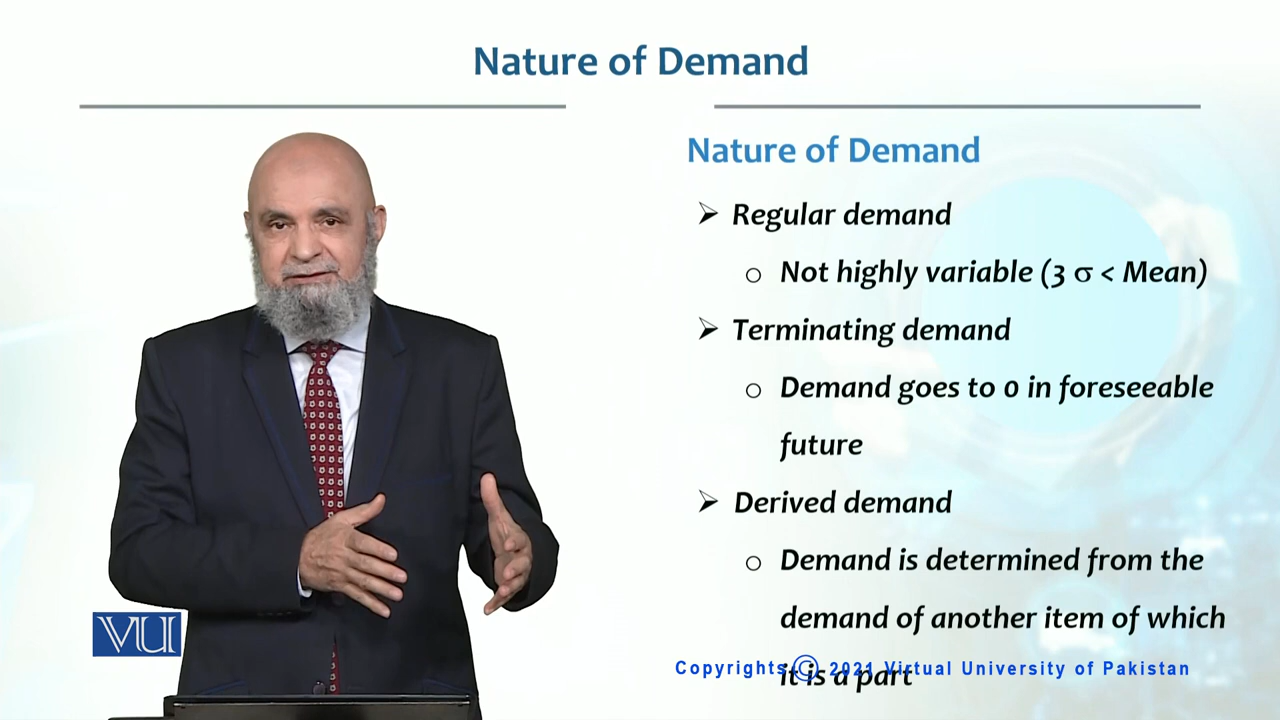 Nature of Demand
Nature of Demand
➢ Regular demand
o Not highly variable (3 σ < Mean)
➢ Terminating demand
o Demand goes to 0 in foreseeable
future
➢ Derived demand
o Demand is determined from the
demand of another item of which
it is a part
VU
Copyrights © 2021 Virtual University of Pakistan